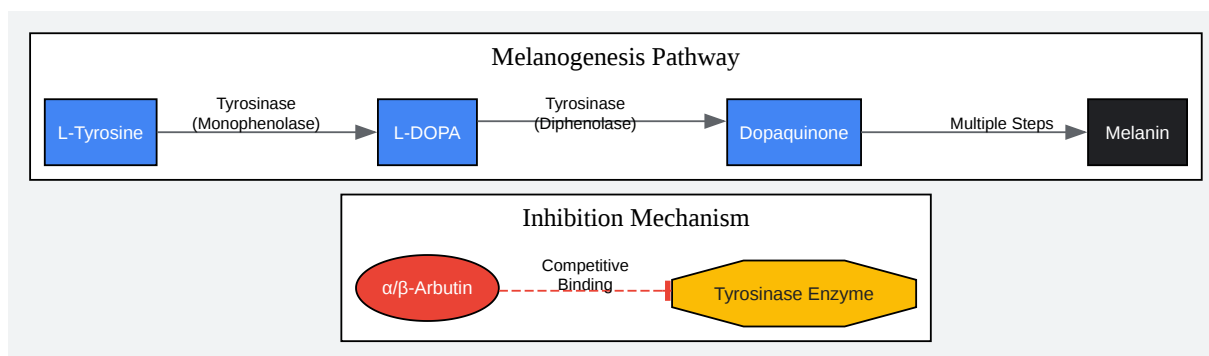 Melanogenesis Pathway
L-Tyrosine
Tyrosinase
(Monophenolase)
L-DOPA
Tyrosinase
(Diphenolase)
Dopaquinone
Multiple Steps
Melanin
Inhibition Mechanism
α/β-Arbutin
Competitive
Binding
Tyrosinase Enzyme